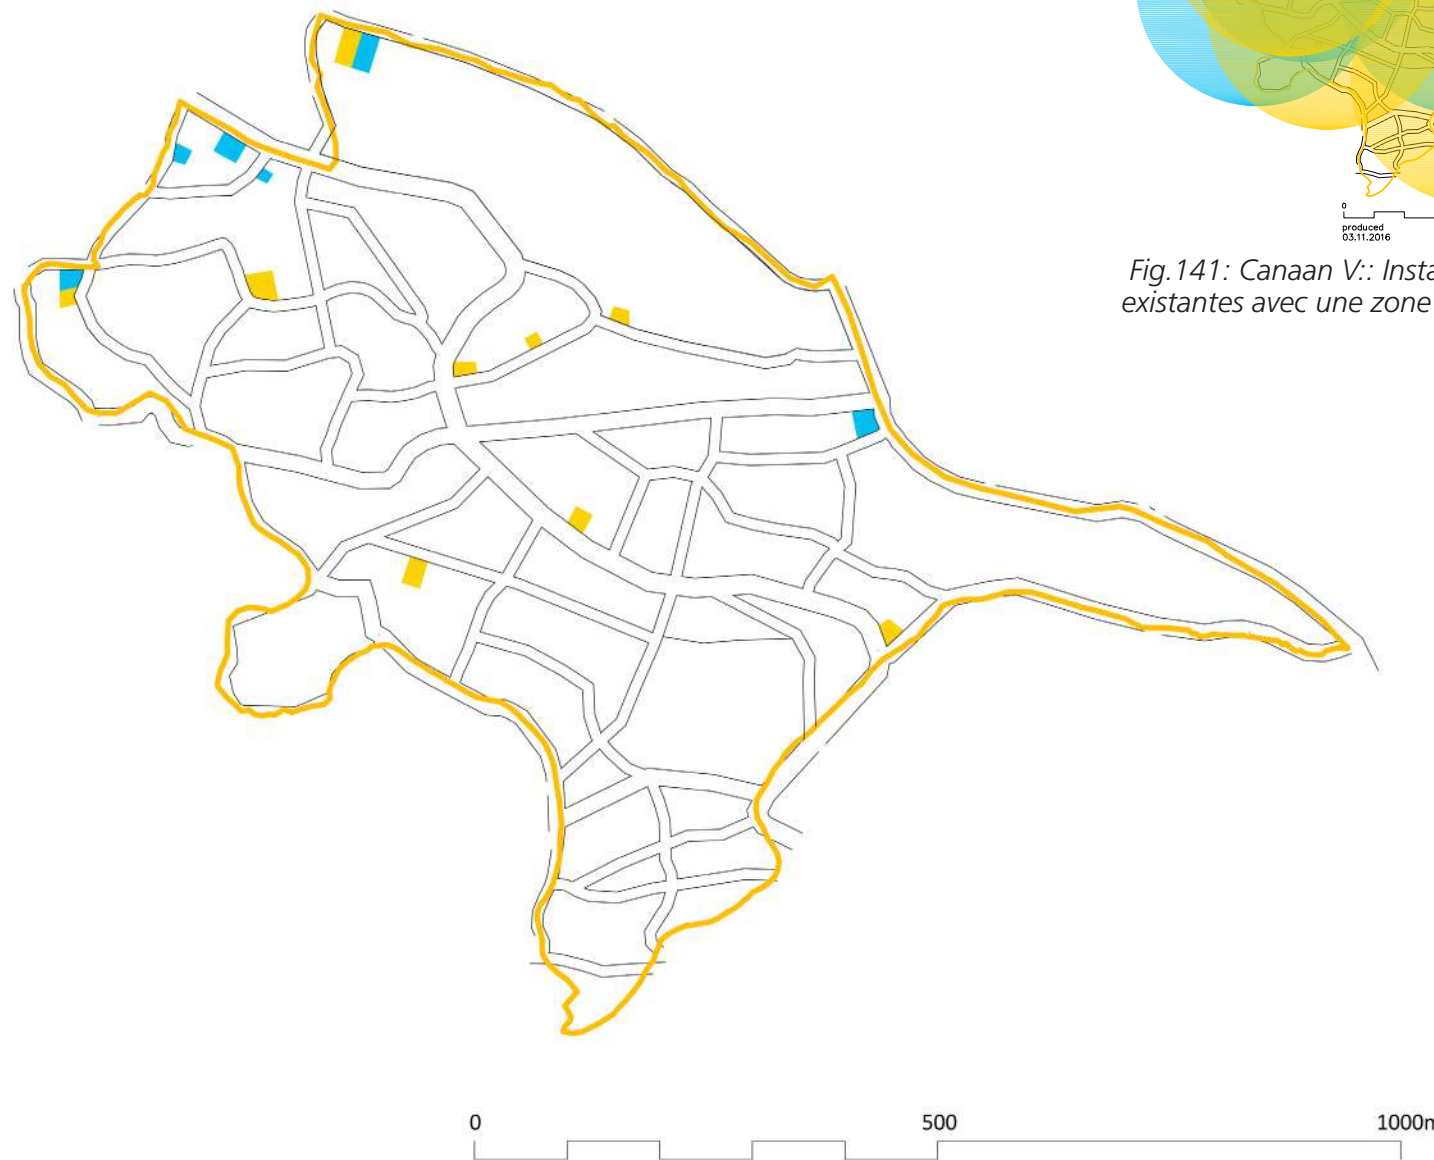 0
produced
03.11.2016
Fig.141: Canaan V:: Insta
existantes avec une zone
0 500 1000m